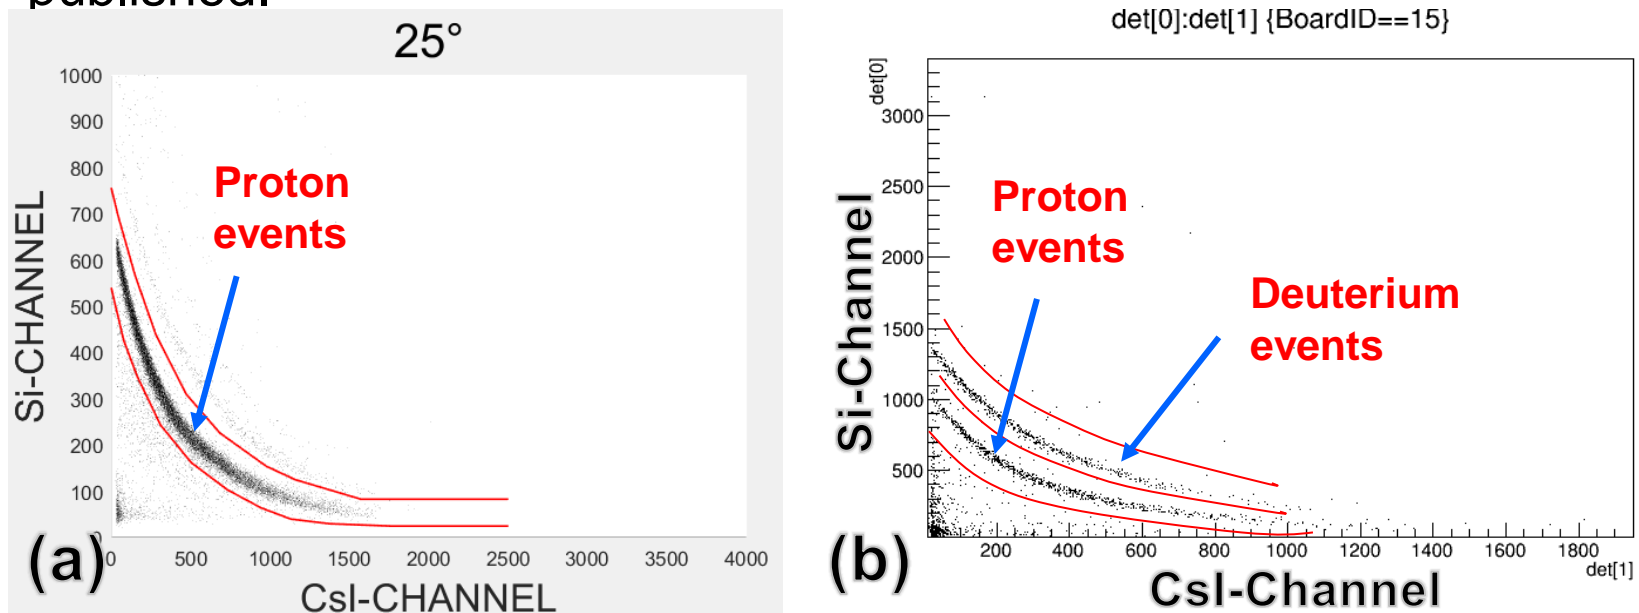 published.
25°
1000
900
800
700
600
500
400
300
200
100
0
Si-CHANNEL
Proton
events
0 500 1000 1500 2000 2500 3000 3500 4000
CsI-CHANNEL
(a)
det[0]:det[1] {BoardID==15}
det[0]
3000
2500
2000
1500
1000
500
Si-Channel
Proton
events
Deuterium
events
200 400 600 800 1000 1200 1400 1600 1800
det[1]
CsI-Channel
(b)